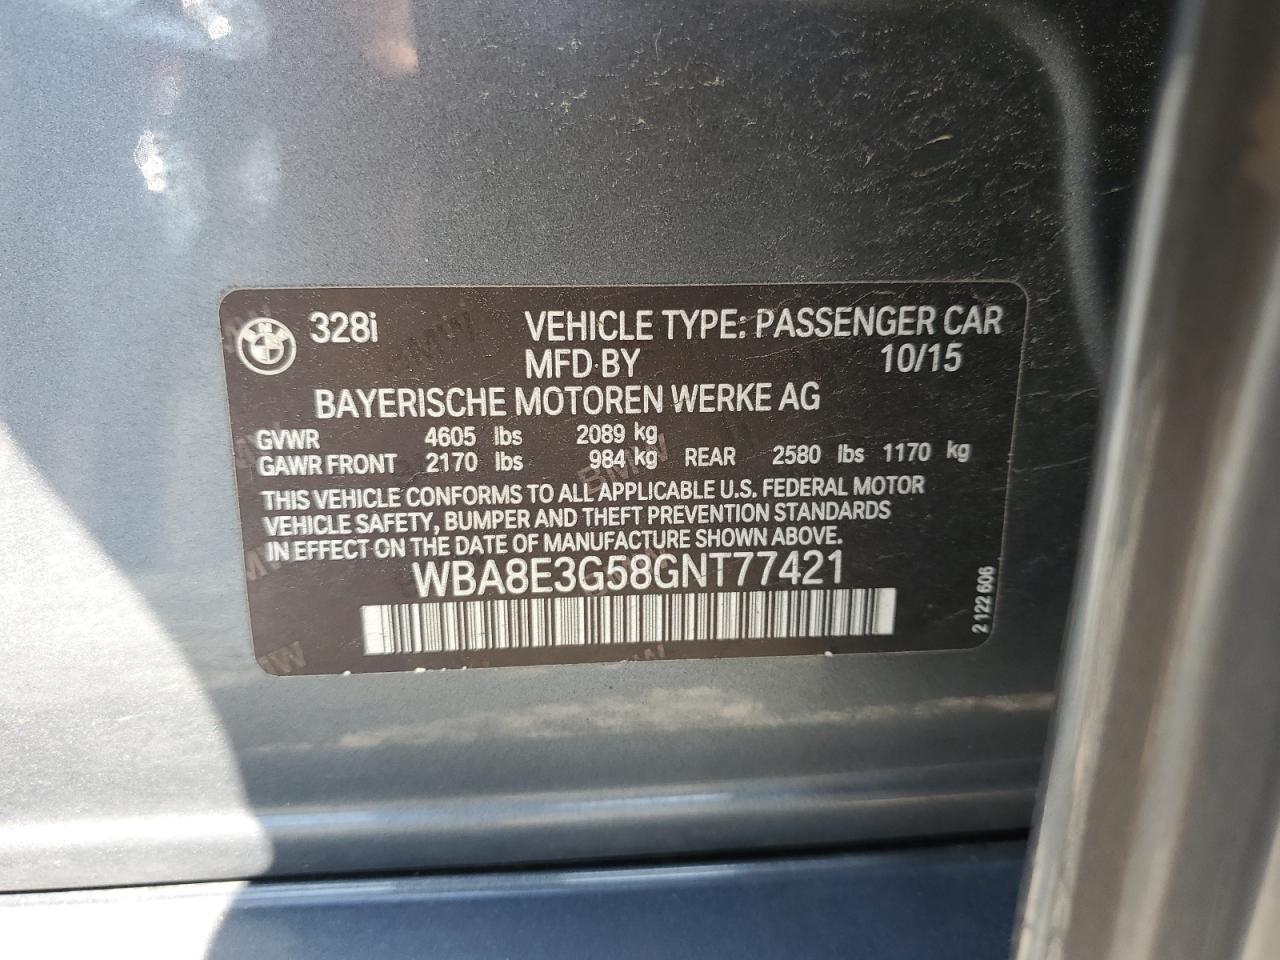 328i VEHICLE TYPE: PASSENGER CAR
MFD BY 10/15
BAYERISCHE MOTOREN WERKE AG
GVWR 4605 lbs 2089 kg
GAWR FRONT 2170 lbs 984 kg REAR 2580 lbs 1170 kg
THIS VEHICLE CONFORMS TO ALL APPLICABLE U.S. FEDERAL MOTOR
VEHICLE SAFETY, BUMPER AND THEFT PREVENTION STANDARDS
IN EFFECT ON THE DATE OF MANUFACTURE SHOWN ABOVE.
WBA8E3G58GNT77421
2 122 606